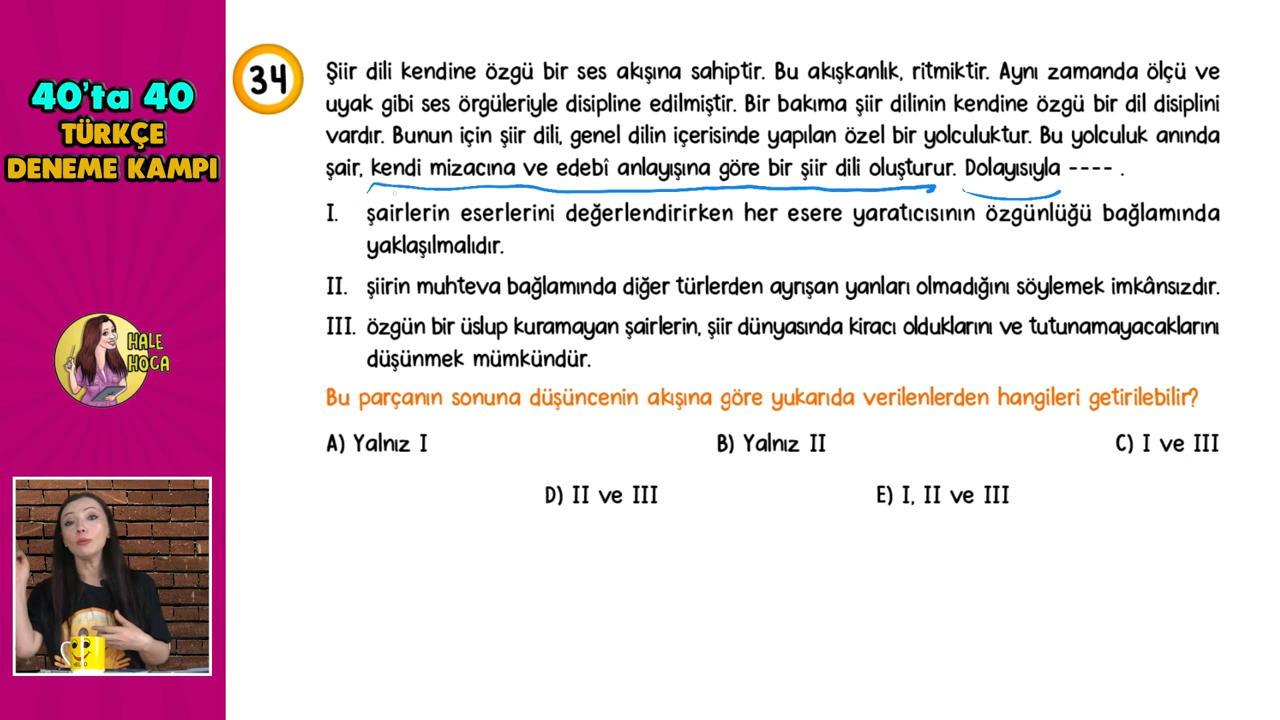 40'ta 40
TÜRKÇE
DENEME KAMPI
HALE
HOCA
34
Şiir dili kendine özgü bir ses akışına sahiptir. Bu akışkanlık, ritmiktir. Aynı zamanda ölçü ve
uyak gibi ses örgüleriyle disipline edilmiştir. Bir bakıma şiir dilinin kendine özgü bir dil disiplini
vardır. Bunun için şiir dili, genel dilin içerisinde yapılan özel bir yolculuktur. Bu yolculuk anında
şair, kendi mizacına ve edebî anlayışına göre bir şiir dili oluşturur. Dolayısıyla ---- .
I. şairlerin eserlerini değerlendirirken her esere yaratıcısının özgünlüğü bağlamında
yaklaşılmalıdır.
II. şiirin muhteva bağlamında diğer türlerden ayrışan yanları olmadığını söylemek imkânsızdır.
III. özgün bir üslup kuramayan şairlerin, şiir dünyasında kiracı olduklarını ve tutunamayacaklarını
düşünmek mümkündür.
Bu parçanın sonuna düşüncenin akışına göre yukarıda verilenlerden hangileri getirilebilir?
A) Yalnız I
B) Yalnız II
C) I ve III
D) II ve III
E) I, II ve III